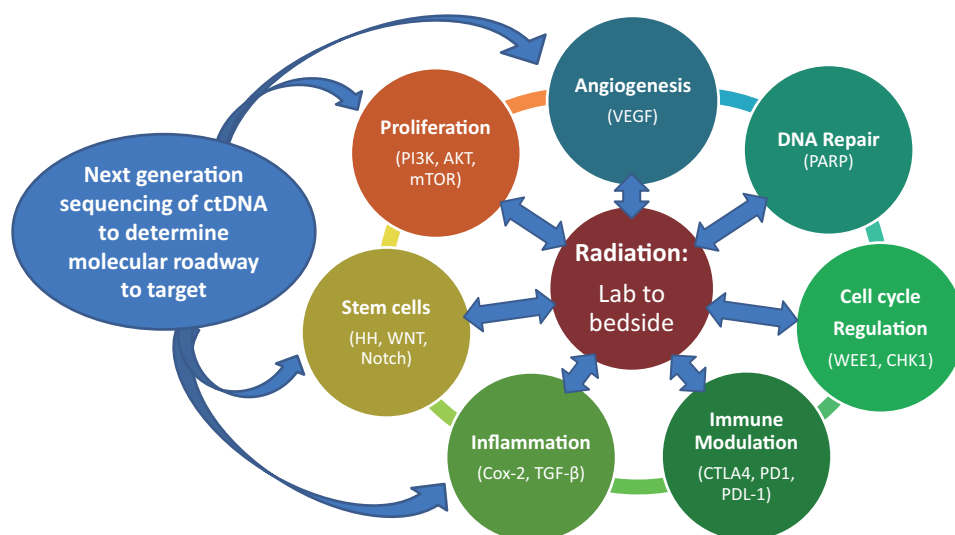 Next generation
sequencing of ctDNA
to determine
molecular roadway
to target
Angiogenesis
(VEGF)
DNA Repair
(PARP)
Cell cycle
Regulation
(WEE1, CHK1)
Immune
Modulation
(CTLA4, PD1,
PDL-1)
Inflammation
(Cox-2, TGF-β)
Stem cells
(HH, WNT,
Notch)
Proliferation
(PI3K, AKT,
mTOR)
Radiation:
Lab to
bedside